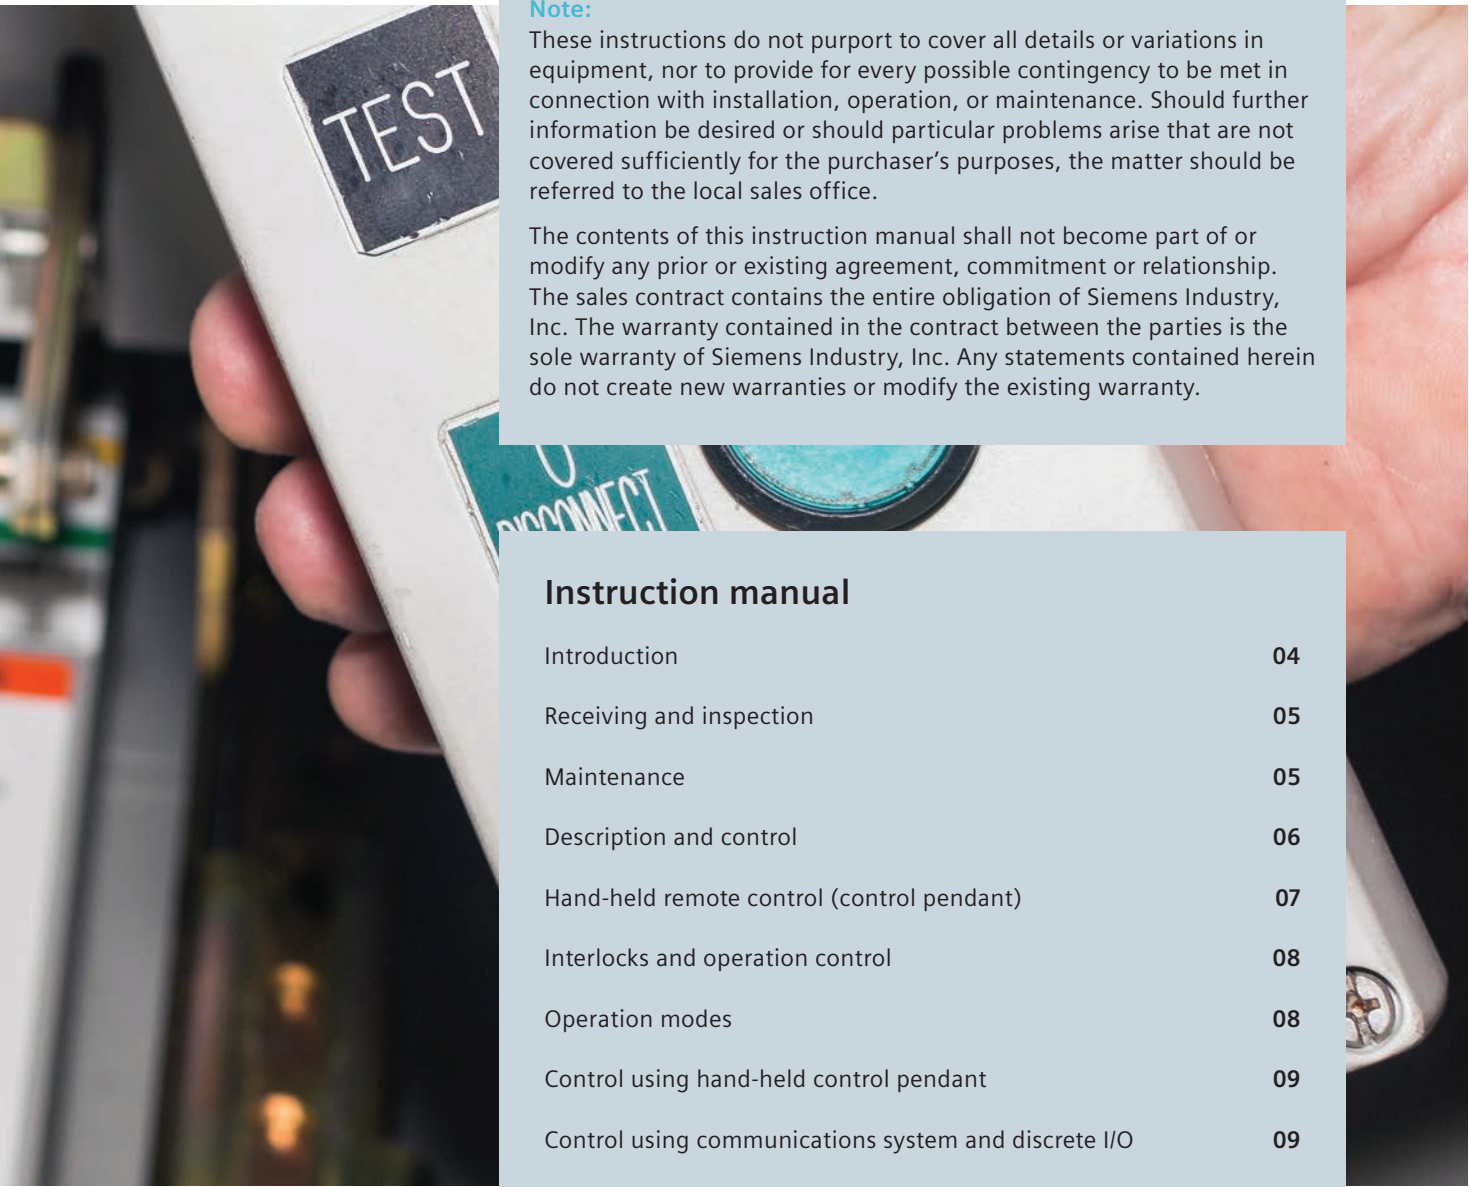 Note:
These instructions do not purport to cover all details or variations in
equipment, nor to provide for every possible contingency to be met in
connection with installation, operation, or maintenance. Should further
information be desired or should particular problems arise that are not
covered sufficiently for the purchaser's purposes, the matter should be
referred to the local sales office.
The contents of this instruction manual shall not become part of or
modify any prior or existing agreement, commitment or relationship.
The sales contract contains the entire obligation of Siemens Industry,
Inc. The warranty contained in the contract between the parties is the
sole warranty of Siemens Industry, Inc. Any statements contained herein
do not create new warranties or modify the existing warranty.
TEST
DISCONNECT
Instruction manual
Introduction 04
Receiving and inspection 05
Maintenance 05
Description and control 06
Hand-held remote control (control pendant) 07
Interlocks and operation control 08
Operation modes 08
Control using hand-held control pendant 09
Control using communications system and discrete I/O 09